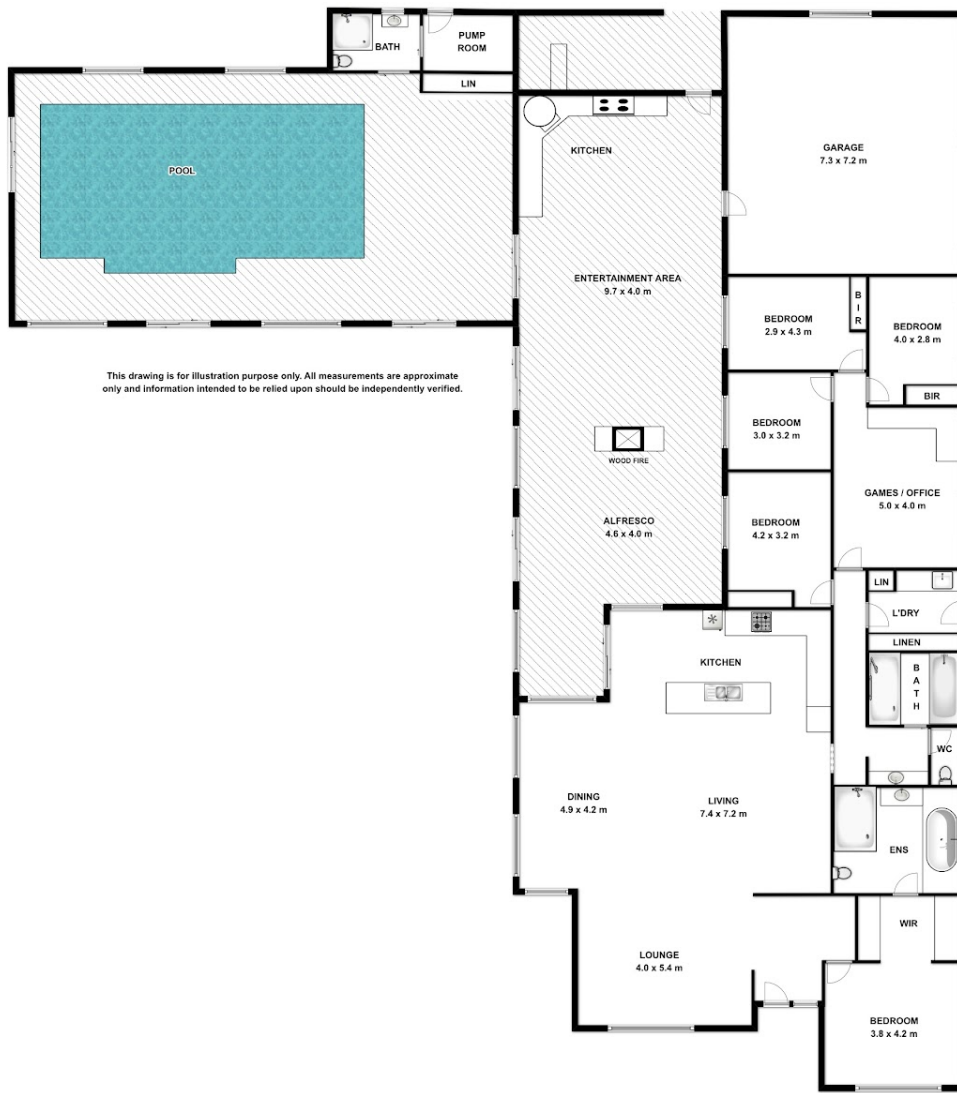 BATH
PUMP
ROOM
LIN
POOL
KITCHEN
GARAGE
7.3 x 7.2 m
ENTERTAINMENT AREA
9.7 x 4.0 m
BIR
BEDROOM
2.9 x 4.3 m
BEDROOM
4.0 x 2.8 m
BIR
This drawing is for illustration purpose only. All measurements are approximate
only and information intended to be relied upon should be independently verified.
BEDROOM
3.0 x 3.2 m
WOOD FIRE
GAMES / OFFICE
5.0 x 4.0 m
ALFRESCO
4.6 x 4.0 m
BEDROOM
4.2 x 3.2 m
LIN
L'DRY
LINEN
KITCHEN
BATH
WC
DINING
4.9 x 4.2 m
LIVING
7.4 x 7.2 m
ENS
WIR
LOUNGE
4.0 x 5.4 m
BEDROOM
3.8 x 4.2 m